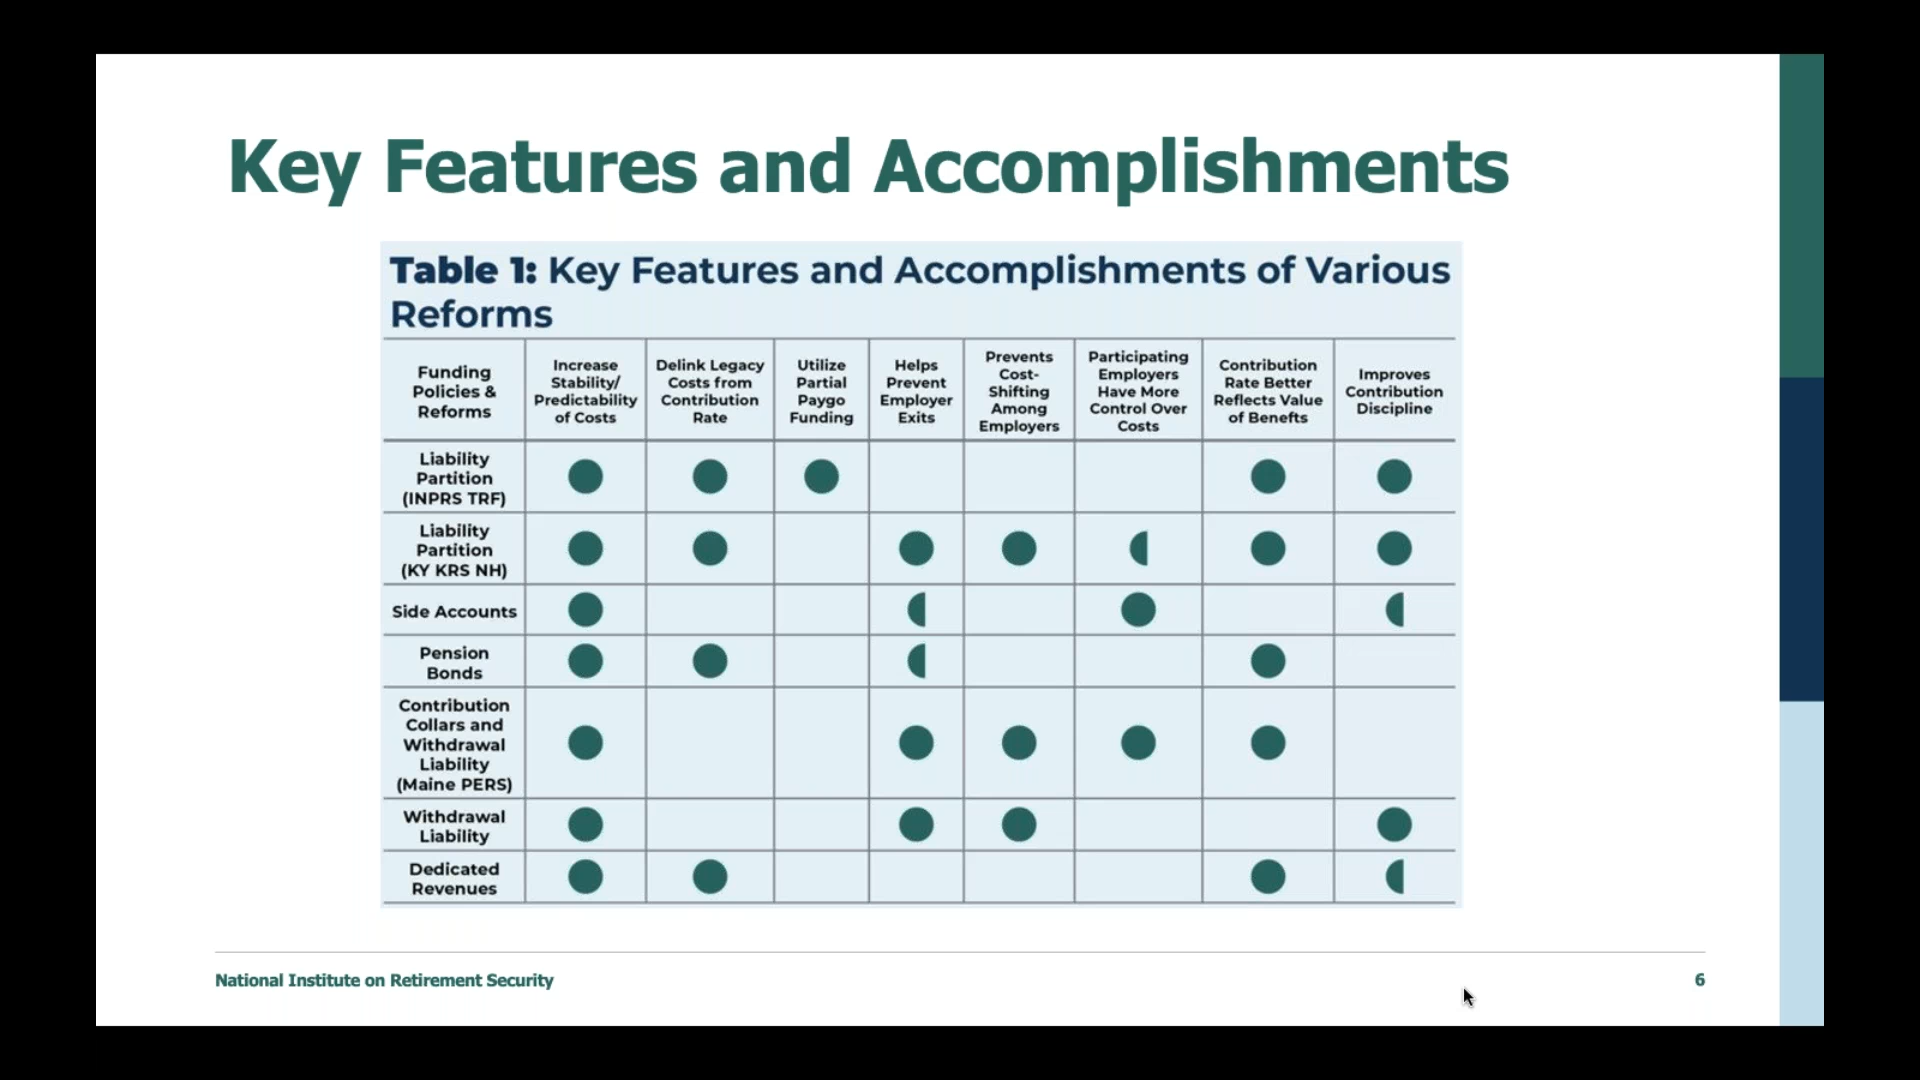 Key Features and Accomplishments
Table 1: Key Features and Accomplishments of Various
Reforms
Funding
Policies &
Reforms
Increase
Stability/
Predictability
of Costs
Delink Legacy
Costs from
Contribution
Rate
Utilize
Partial
Paygo
Funding
Helps
Prevent
Employer
Exits
Prevents
Cost-
Shifting
Among
Employers
Participating
Employers
Have More
Control Over
Costs
Contribution
Rate Better
Reflects Value
of Benefts
Improves
Contribution
Discipline
Liability
Partition
(INPRS TRF)
Liability
Partition
(KY KRS NH)
Side Accounts
Pension
Bonds
Contribution
Collars and
Withdrawal
Liability
(Maine PERS)
Withdrawal
Liability
Dedicated
Revenues
National Institute on Retirement Security
6